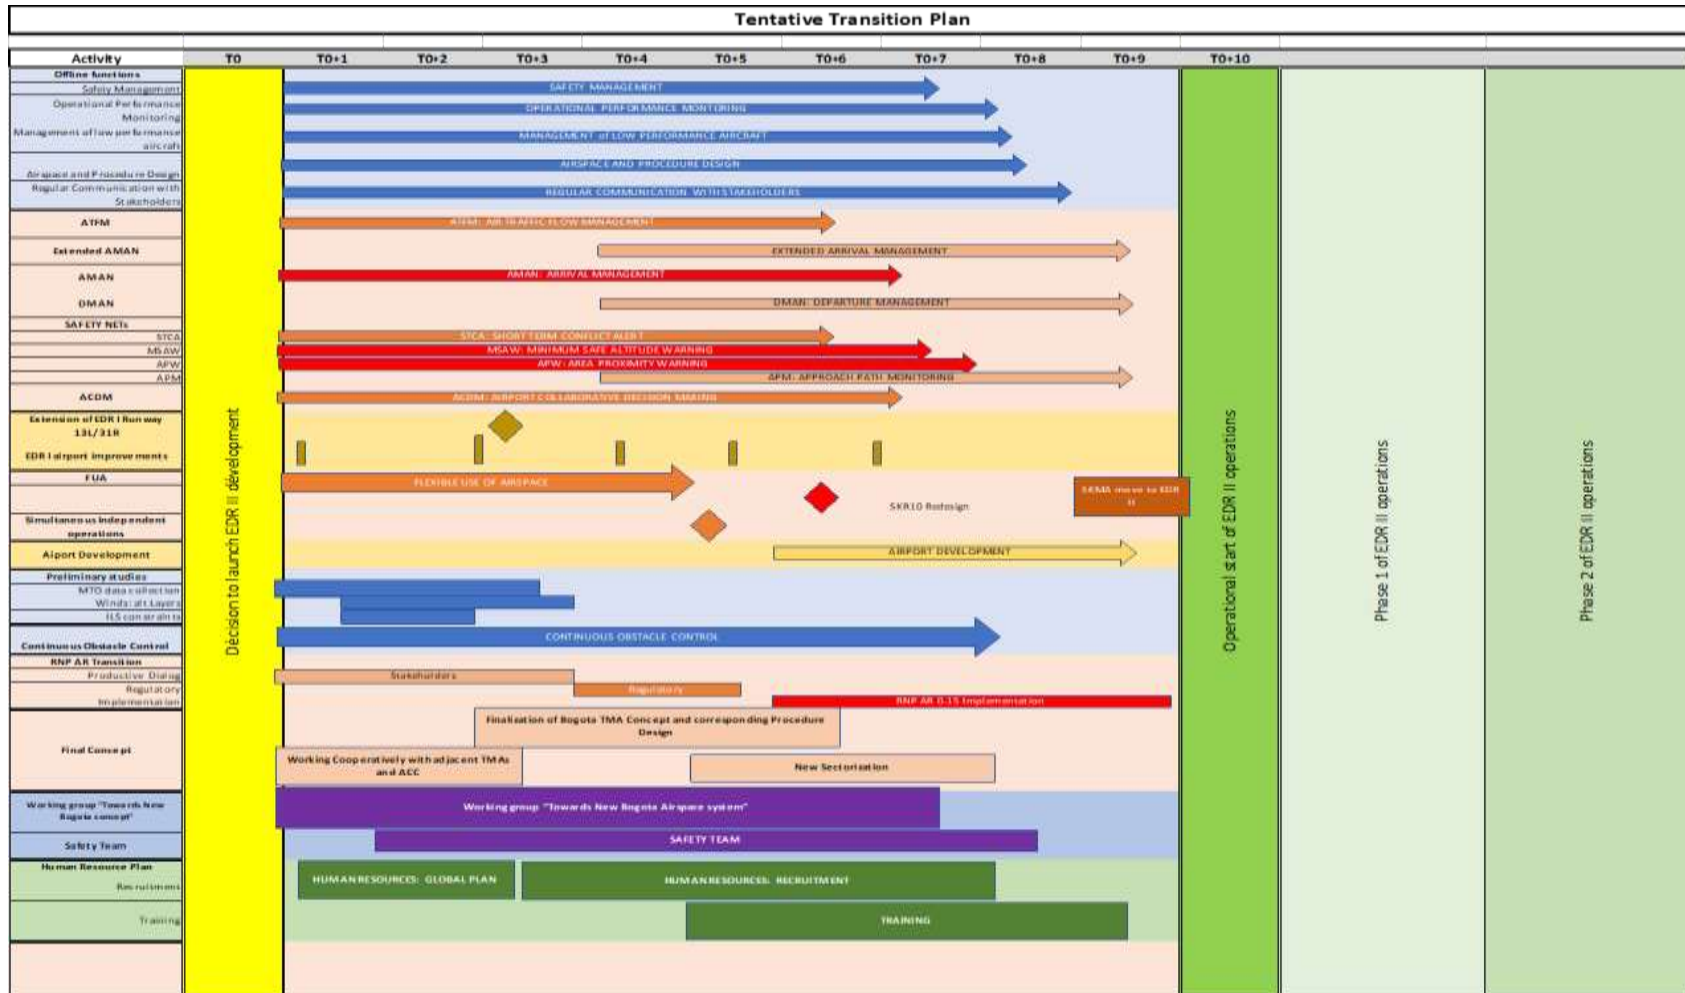 Tentative Transition Plan
Activity T0 T0+1 T0+2 T0+3 T0+4 T0+5 T0+6 T0+7 T0+8 T0+9 T0+10
Offline functions
Safety Management SAFETY MANAGEMENT
Operational Performance
Monitoring
OPERATIONAL PERFORMANCE MONITORING
Management of low performance
aircraft
MANAGEMENT of LOW PERFORMANCE AIRCRAFT
Airspace and Procedure Design AIRSPACE AND PROCEDURE DESIGN
Regular Communication with
Stakeholders
REGULAR COMMUNICATION WITH STAKEHOLDERS
ATFM ATFM: AIR TRAFFIC FLOW MANAGEMENT
Extended AMAN EXTENDED ARRIVAL MANAGEMENT
AMAN AMAN: ARRIVAL MANAGEMENT
DMAN DMAN: DEPARTURE MANAGEMENT
SAFETY NETs
STCA STCA: SHORT TERM CONFLICT ALERT
MSAW MSAW: MINIMUM SAFE ALTITUDE WARNING
APW APW: AREA PROXIMITY WARNING
APM APM: APPROACH PATH MONITORING
ACDM ACDM: AIRPORT COLLABORATIVE DECISION MAKING
Extension of EDR I Runway
13L/31R
EDR I airport improvements
FUA FLEXIBLE USE OF AIRSPACE
SKR10 Redesign
SKMA move to EDR
II
Simultaneous Independent
operations
Aiport Development AIRPORT DEVELOPMENT
Preliminary studies
MTO data collection
Winds: alt Layers
ILS constraints
Continuous Obstacle Control CONTINUOUS OBSTACLE CONTROL
RNP AR Transition
Productive Dialog Stakeholders
Regulatory Regulatory
Implementation RNP AR 0-15 Implementation
Final Concept
Finalization of Bogota TMA Concept and corresponding Procedure
Design
Working Cooperatively with adjacent TMAs
and ACC
New Sectorization
Working group "Towards New
Bogota concept"
Working group "Towards New Bogota Airspace system"
Safety Team SAFETY TEAM
Human Resource Plan
Recruitment HUMAN RESOURCES: GLOBAL PLAN HUMAN RESOURCES: RECRUITMENT
Training TRAINING
Décision to launch EDR II dévelopment
Operational start of EDR II operations
Phase 1 of EDR II operations
Phase 2 of EDR II operations